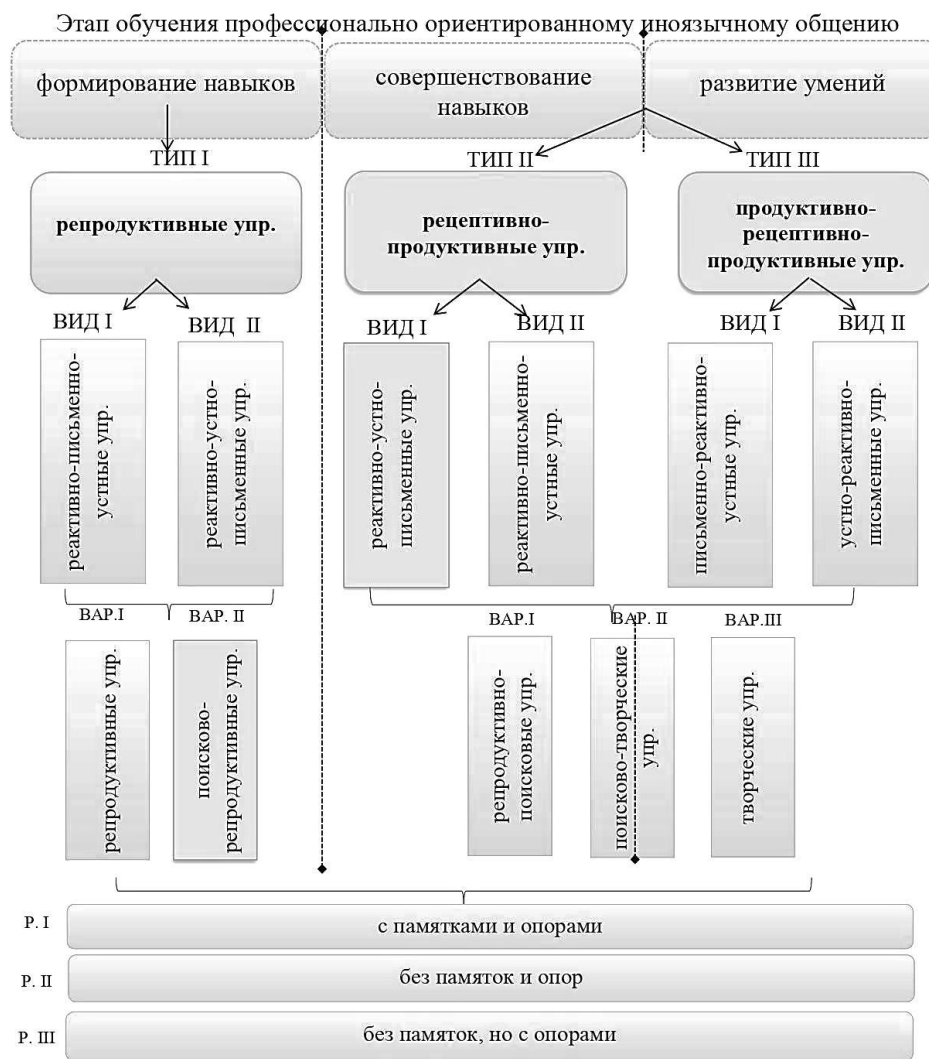 Этап обучения профессионально ориентированному иноязычному общению
формирование навыков
совершенствование
навыков
развитие умений
ТИП I
ТИП II
ТИП III
репродуктивные упр.
рецептивно-
продуктивные упр.
продуктивно-
рецептивно-
продуктивные упр.
ВИД I
ВИД II
ВИД I
ВИД II
ВИД I
ВИД II
реактивно-письменно-
устные упр.
реактивно-устно-
письменные упр.
реактивно-устно-
письменные упр.
реактивно-письменно-
устные упр.
письменно-реактивно-
устные упр.
устно-реактивно-
письменные упр.
ВАР.I
ВАР. II
ВАР.I
ВАР. II
ВАР.III
репродуктивные упр.
поисково-
репродуктивные упр.
репродуктивно-
поисковые упр.
поисково-творческие
упр.
творческие упр.
Р. I
с памятками и опорами
Р. II
без памяток и опор
Р. III
без памяток, но с опорами